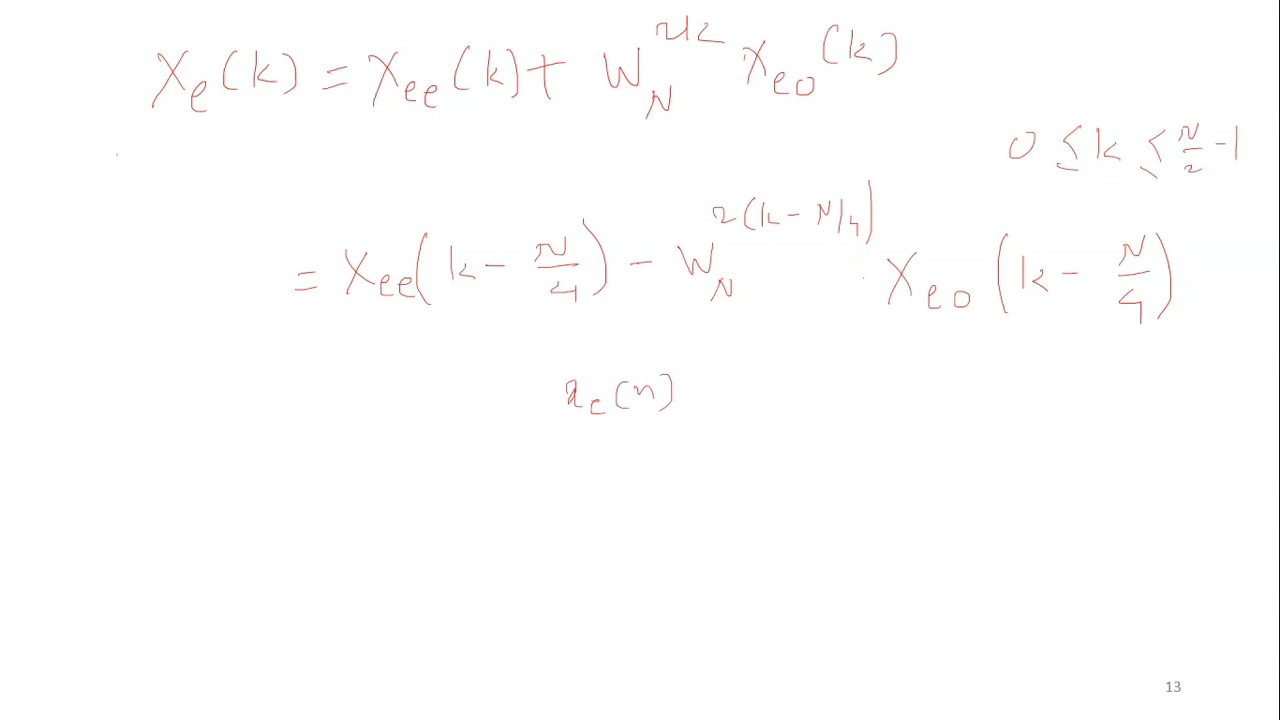 Xe(k) = Xee(k) + W_N^{2k} Xeo(k)
0 ≤ k ≤ N/2 - 1
= Xee(k - N/4) - W_N^{2(k - N/4)} · Xeo(k - N/4)
xe(n)
13